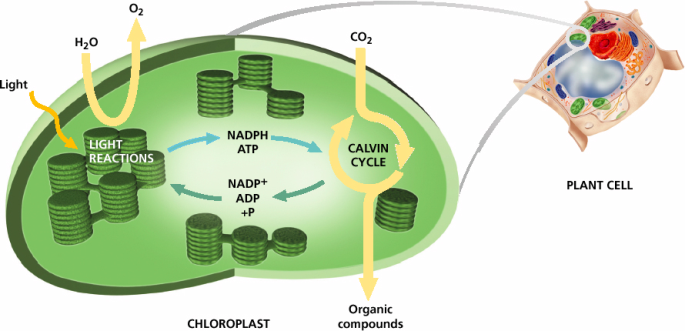 O₂
H₂O
CO₂
Light
LIGHT
REACTIONS
NADPH
ATP
CALVIN
CYCLE
NADP⁺
ADP
+P
PLANT CELL
CHLOROPLAST
Organic
compounds